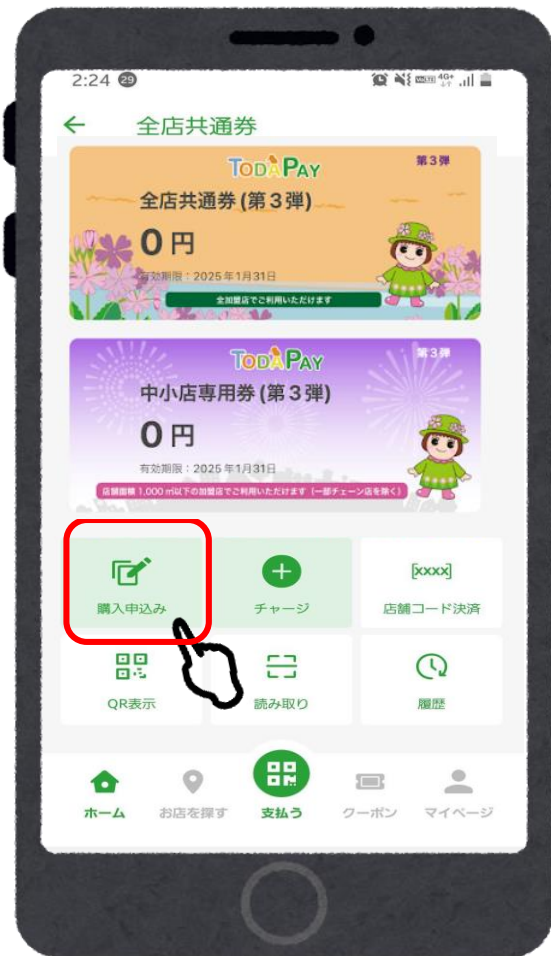 2:24 29 4G+
← 全店共通券
TODAPAY 第3弾
全店共通券(第3弾)
0円
有効期限:2025年1月31日
全加盟店でご利用いただけます
TODAPAY 第3弾
中小店専用券(第3弾)
0円
有効期限:2025年1月31日
店舗面積1,000㎡以下の加盟店でご利用いただけます(一部チェーン店を除く)
[xxxx]
購入申込み チャージ 店舗コード決済
QR表示 読み取り 履歴
ホーム お店を探す 支払う クーポン マイページ